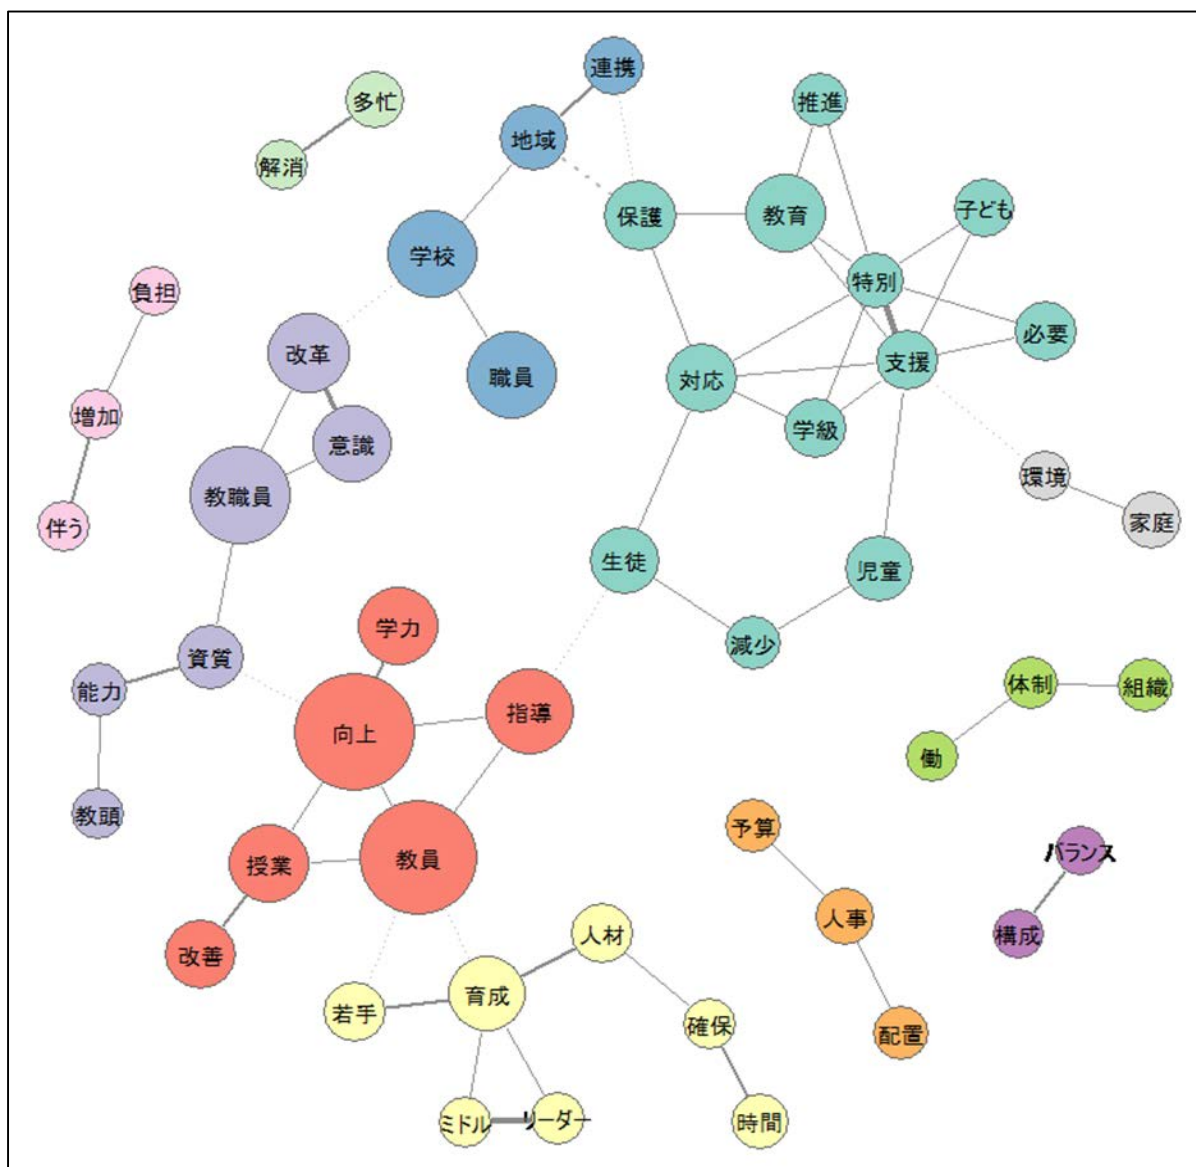 連携
多忙
推進
地域
解消
子ども
保護
教育
学校
特別
負担
必要
改革
支援
職員
対応
増加
学級
意識
環境
教職員
家庭
伴う
生徒
児童
学力
減少
資質
体制
組織
能力
指導
向上
働
教頭
予算
バランス
教員
授業
人事
人材
構成
改善
育成
若手
確保
配置
ミドル
リーダー
時間